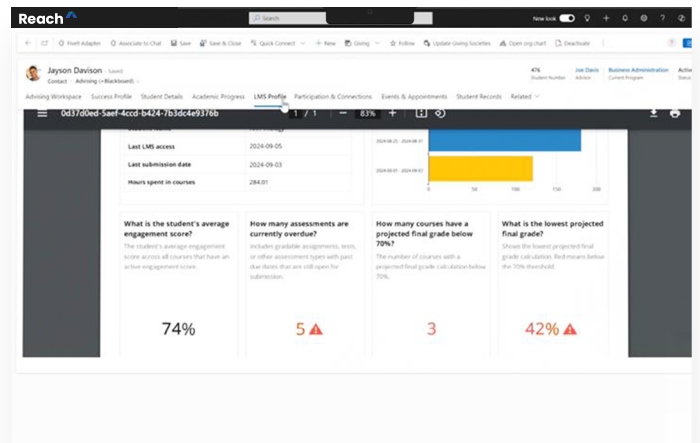 Reach
Search
New look
Invert Adaptor Associate to Chat Save Save & Close Quick Connect + New Giving Follow Update Giving Societies Open org chart Deactivate
Jayson Davison - Saved
Contact Advising (+Blackboard)
476
Student Number
Joe Davis
Advisor
Business Administration
Current Program
Active
Status
Advising Workspace Success Profile Student Details Academic Progress LMS Profile Participation & Connections Events & Appointments Student Records Related
0d37d0ed-5aef-4ccd-b424-7b3dc4e9376b
1 / 1
83%
Last LMS access 2024-09-05
Last submission date 2024-09-03
Hours spent in courses 284.01
0 50 100 150 200
What is the student's average engagement score?
The student's average engagement
score across all courses that have an
active engagement score.
74%
How many assessments are
currently overdue?
Includes gradable assignments, tests,
or other assessment types with past
due dates that are still open for
submission.
5
How many courses have a
projected final grade below
70%?
The number of courses with a
projected final grade calculation below
70%.
3
What is the lowest projected
final grade?
Shows the lowest projected final
grade calculation. Red means below
the 70% threshold.
42%